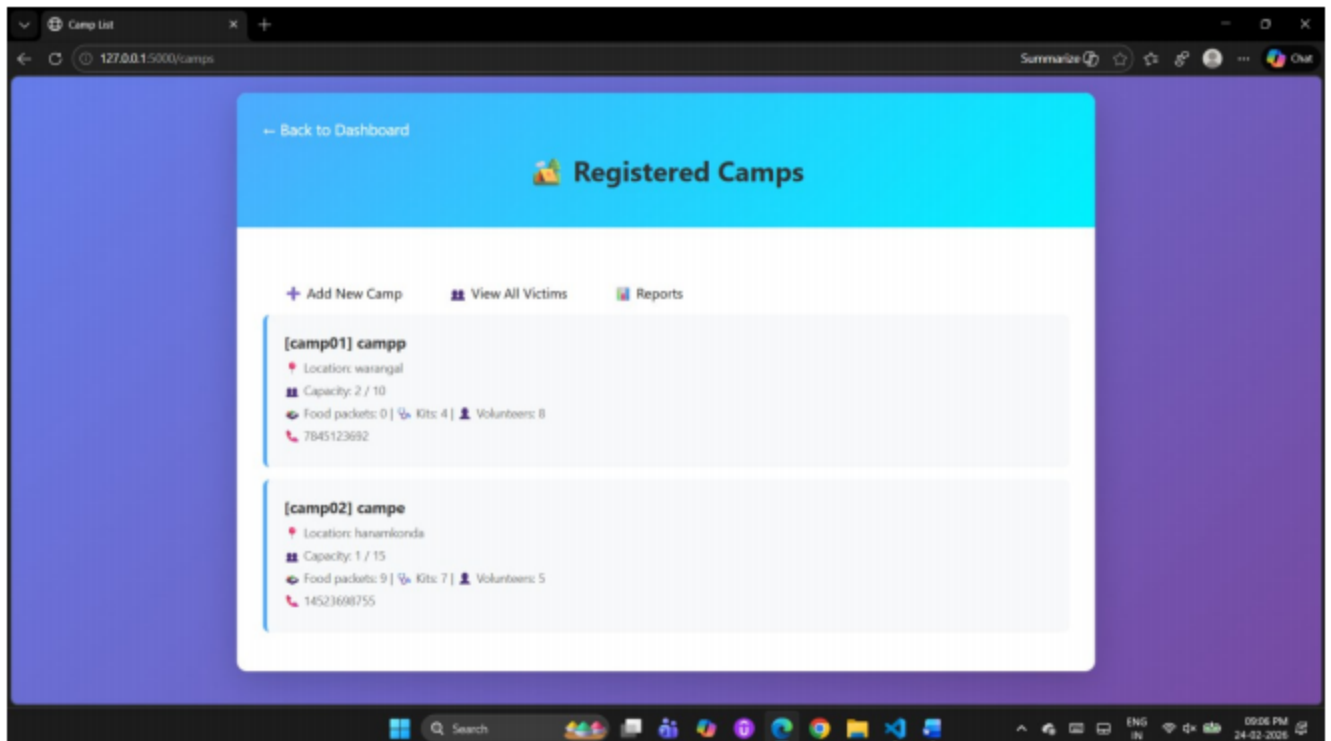 Camp List
127.0.0.1:5000/camps
Summarize
Chat
← Back to Dashboard
Registered Camps
Add New Camp View All Victims Reports
[camp01] campp
Location: warangal
Capacity: 2 / 10
Food packets: 0 | Kits: 4 | Volunteers: 8
7845123692
[camp02] campe
Location: hanamkonda
Capacity: 1 / 15
Food packets: 9 | Kits: 7 | Volunteers: 5
14523698755
Search
ENG
IN
09:06 PM
24-02-2026